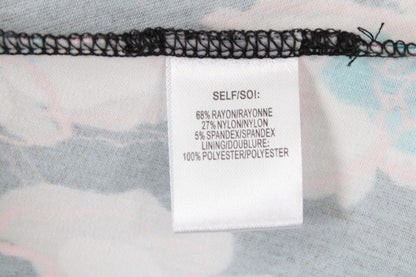 SELF/SOI:
68% RAYON/RAYONNE
27% NYLON/NYLON
5% SPANDEX/SPANDEX
LINING/DOUBLURE:
100% POLYESTER/POLYESTER